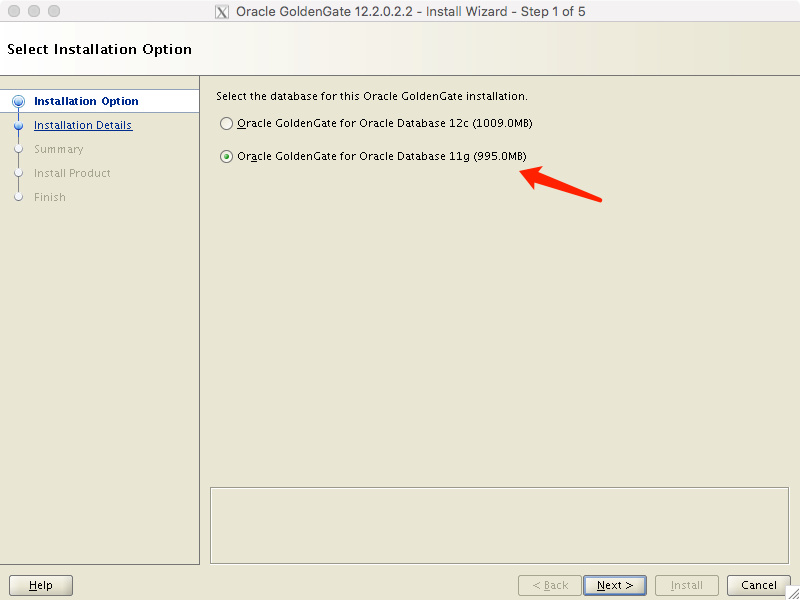 Oracle GoldenGate 12.2.0.2.2 - Install Wizard - Step 1 of 5
Select Installation Option
Installation Option
Installation Details
Summary
Install Product
Finish
Select the database for this Oracle GoldenGate installation.
Oracle GoldenGate for Oracle Database 12c (1009.0MB)
Oracle GoldenGate for Oracle Database 11g (995.0MB)
Help
< Back
Next >
Install
Cancel